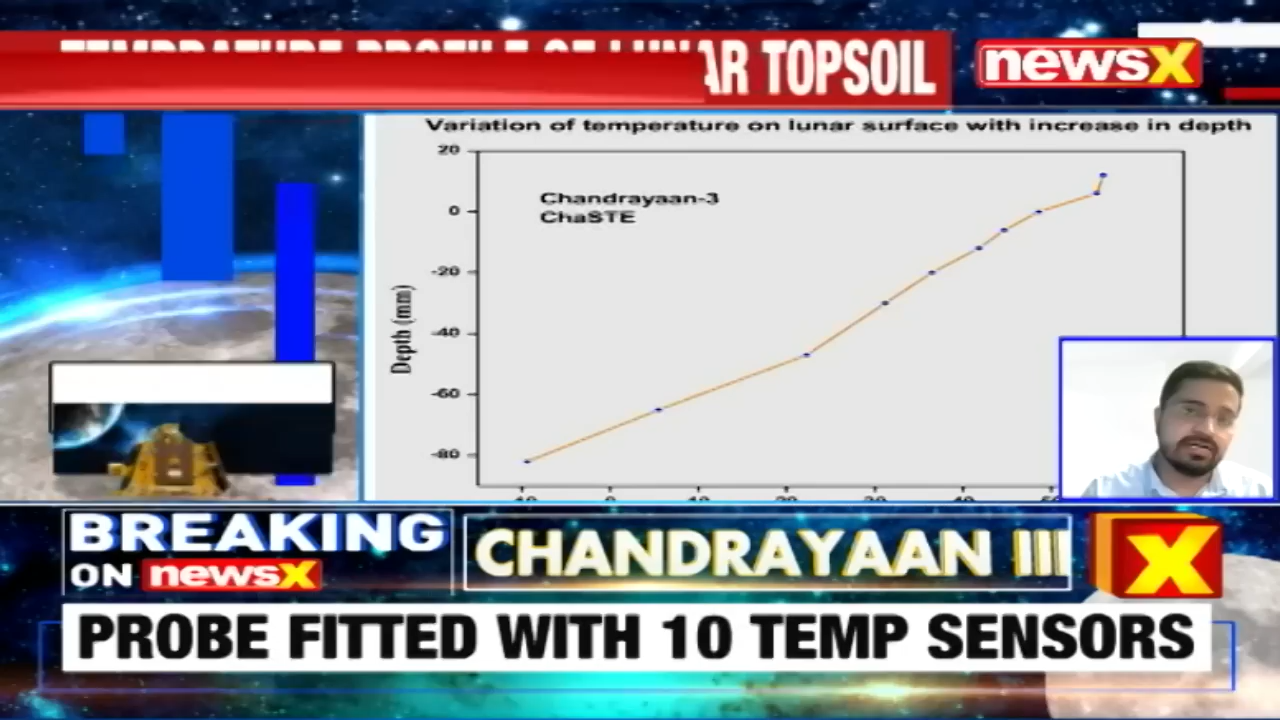 AR TOPSOIL
newsX
Variation of temperature on lunar surface with increase in depth
20
Chandrayaan-3
ChaSTE
0
-20
-40
-60
-80
Depth (mm)
BREAKING
ON newsX
CHANDRAYAAN III
X
PROBE FITTED WITH 10 TEMP SENSORS